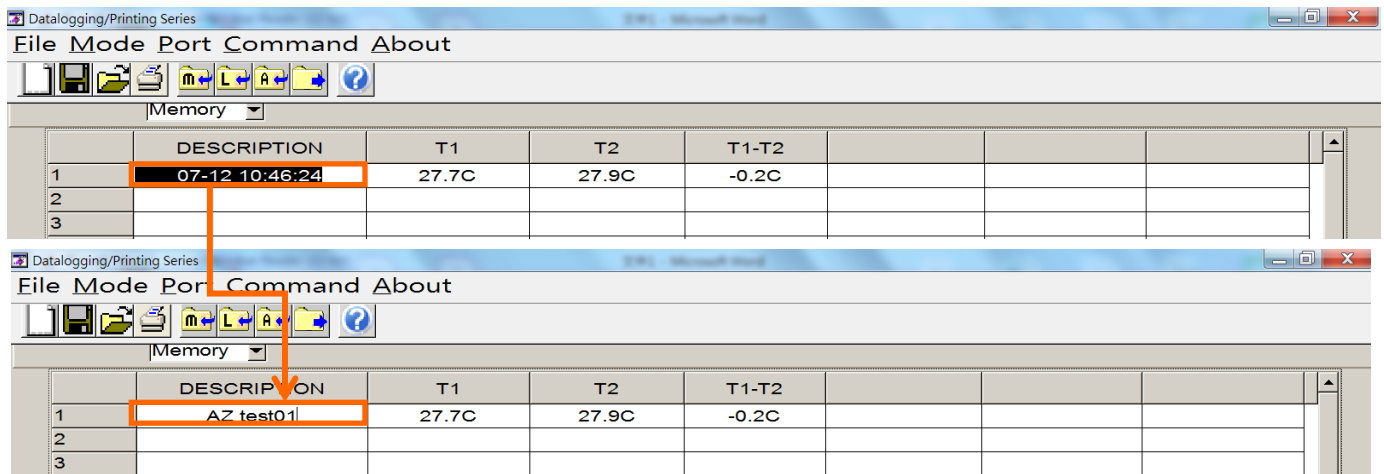 Datalogging/Printing Series
File Mode Port Command About
m L A ?
Memory
DESCRIPTION T1 T2 T1-T2
1 07-12 10:46:24 27.7C 27.9C -0.2C
2
3
Datalogging/Printing Series
File Mode Port Command About
m L A ?
Memory
DESCRIPTION T1 T2 T1-T2
1 AZ test01 27.7C 27.9C -0.2C
2
3